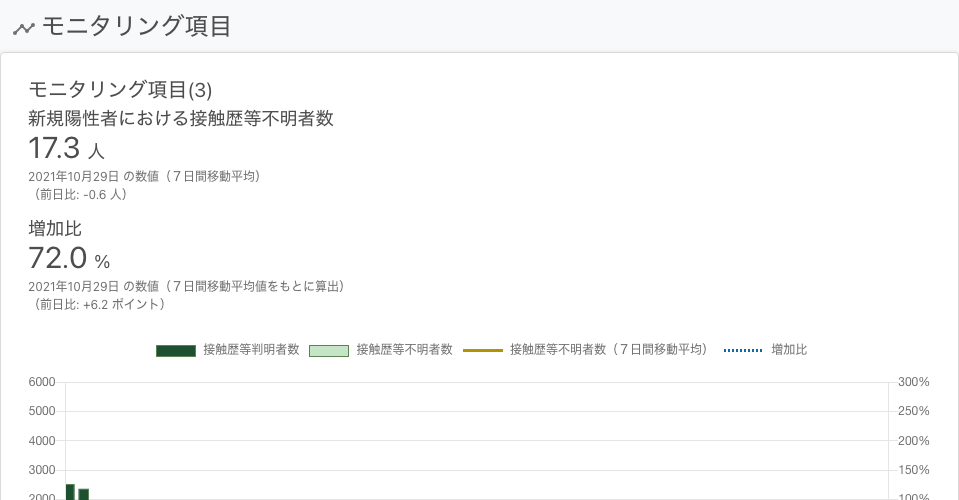 モニタリング項目
モニタリング項目(3)
新規陽性者における接触歴等不明者数
17.3 人
2021年10月29日 の数値（７日間移動平均）
（前日比: -0.6 人）
増加比
72.0 %
2021年10月29日 の数値（７日間移動平均値をもとに算出）
（前日比: +6.2 ポイント）
接触歴等判明者数 接触歴等不明者数 接触歴等不明者数（７日間移動平均） 増加比
6000 300%
5000 250%
4000 200%
3000 150%
2000 100%